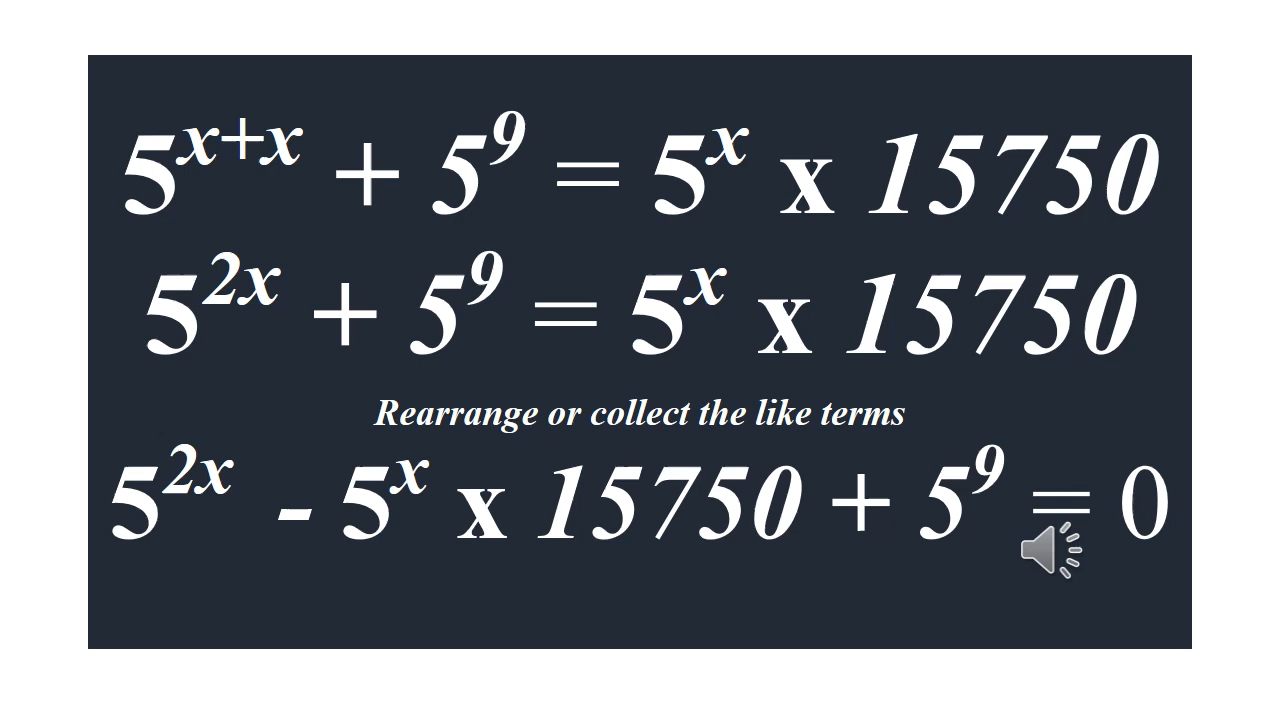 5^{x+x} + 5^9 = 5^x x 15750
5^{2x} + 5^9 = 5^x x 15750
Rearrange or collect the like terms
5^{2x} - 5^x x 15750 + 5^9 = 0